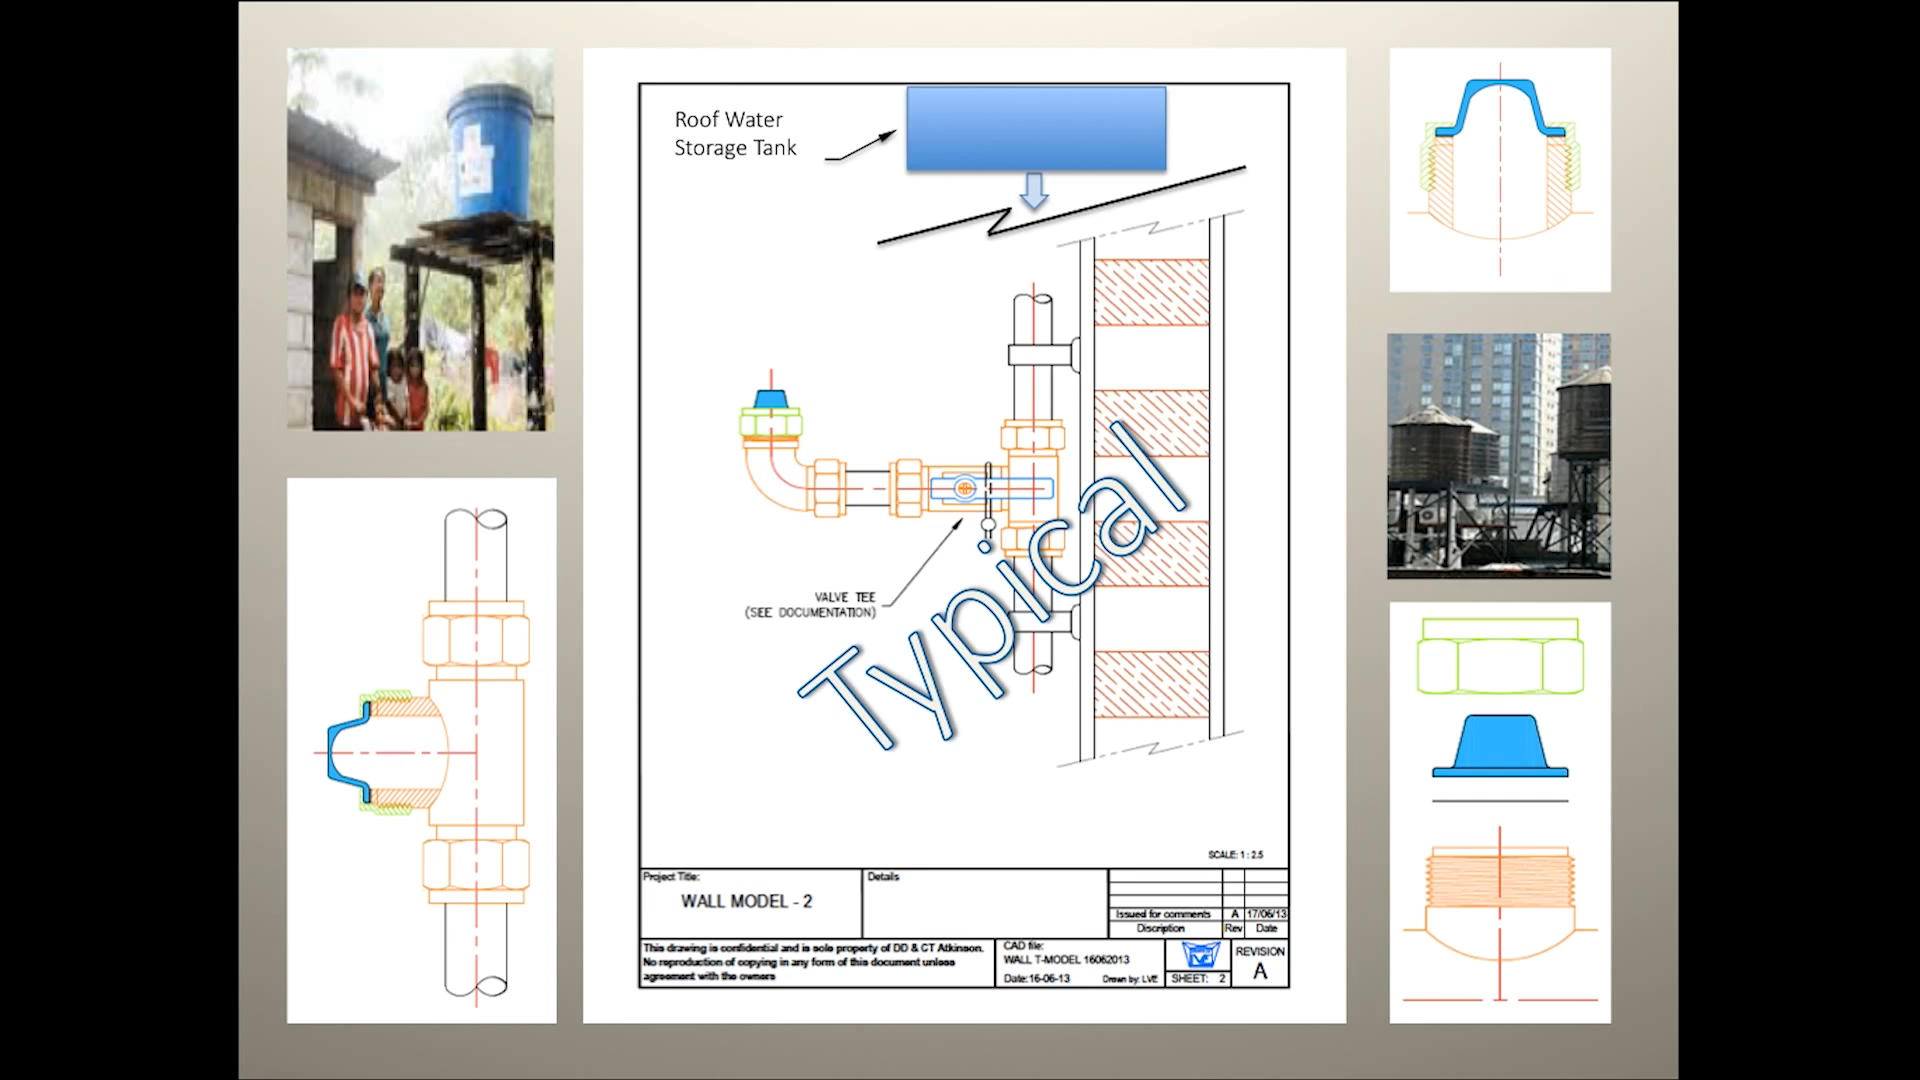 Roof Water
Storage Tank
VALVE TEE
(SEE DOCUMENTATION)
Typical
SCALE: 1 : 2.5
Project Title:
WALL MODEL - 2
Details
Issued for comments A 17/06/13
Discription Rev Date
This drawing is confidential and is sole property of DD & CT Atkinson.
No reproduction of copying in any form of this document unless
agreement with the owners
CAD file:
WALL T-MODEL 16062013
Date:16-06-13 Drawn by: LVE
LVE
SHEET: 2
REVISION
A